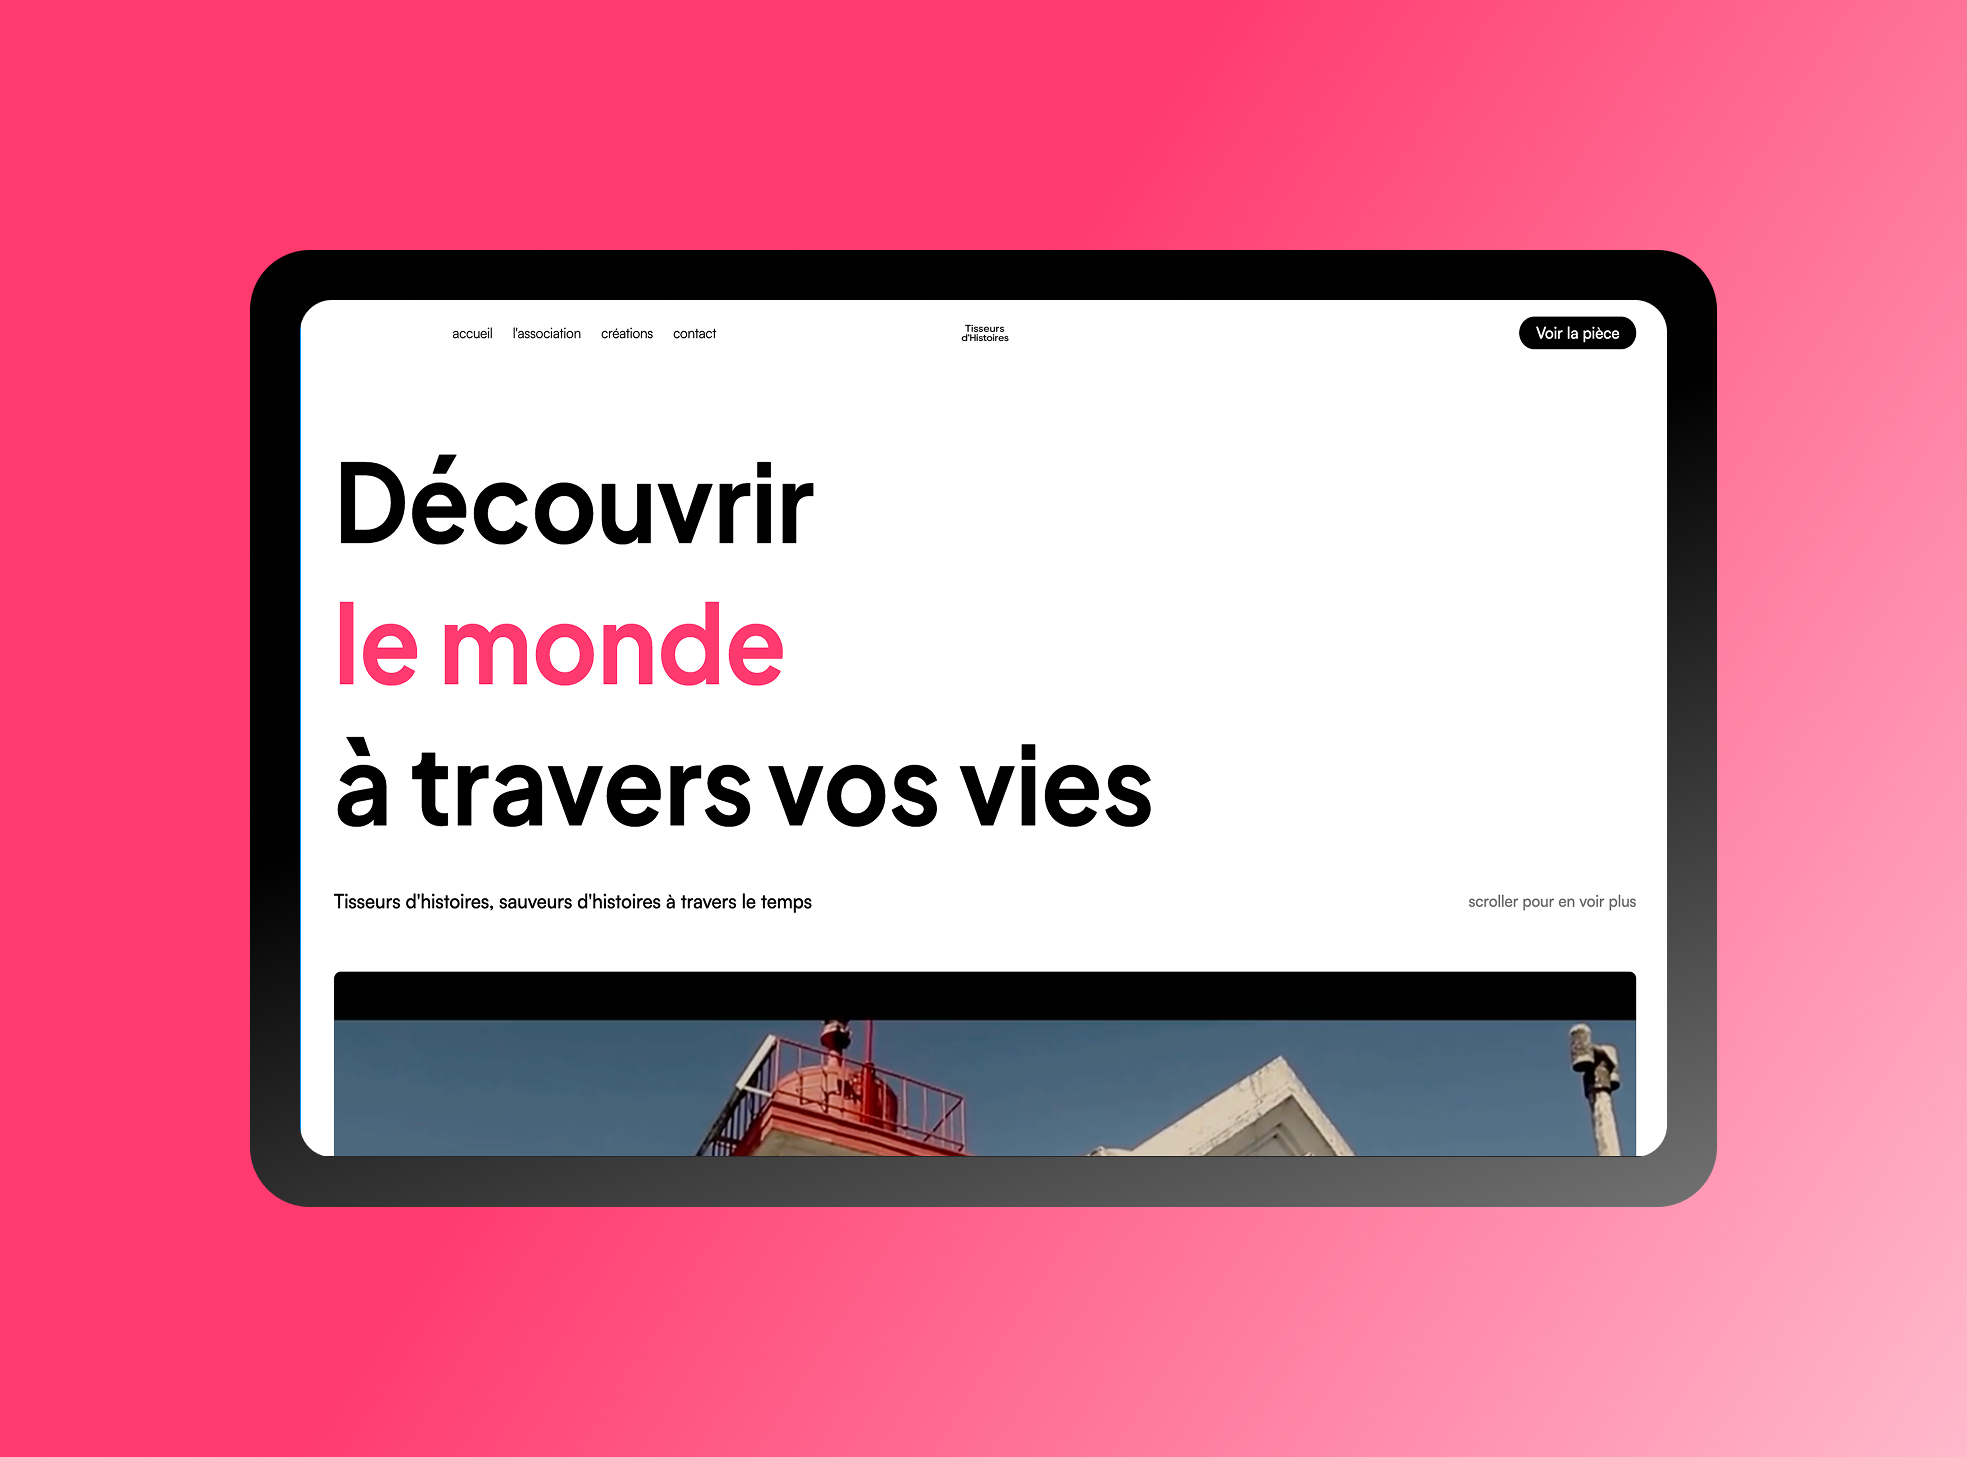 accueil l'association créations contact
Tisseurs
d'Histoires
Voir la pièce
Découvrir
le monde
à travers vos vies
Tisseurs d'histoires, sauveurs d'histoires à travers le temps
scroller pour en voir plus